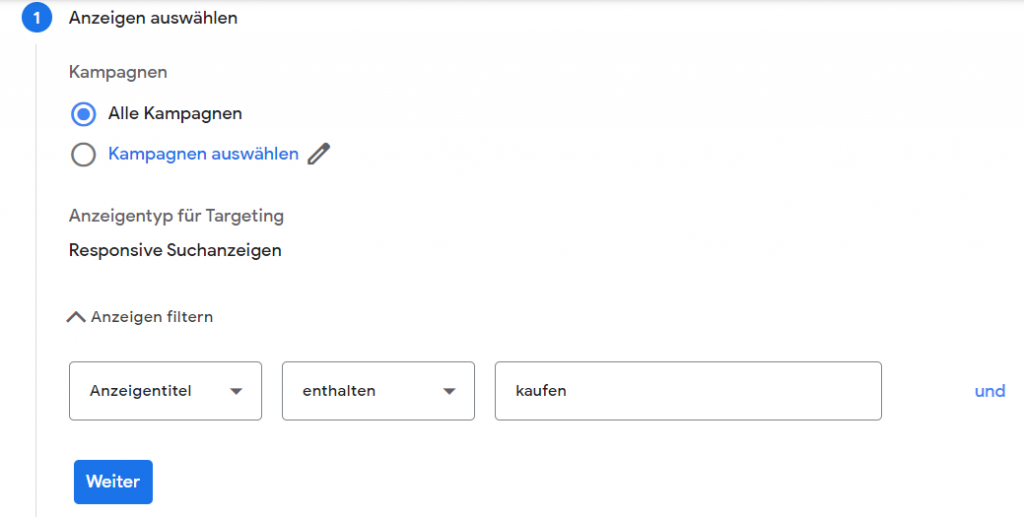 1 Anzeigen auswählen
Kampagnen
Alle Kampagnen
Kampagnen auswählen
Anzeigentyp für Targeting
Responsive Suchanzeigen
Anzeigen filtern
Anzeigentitel enthalten kaufen und
Weiter